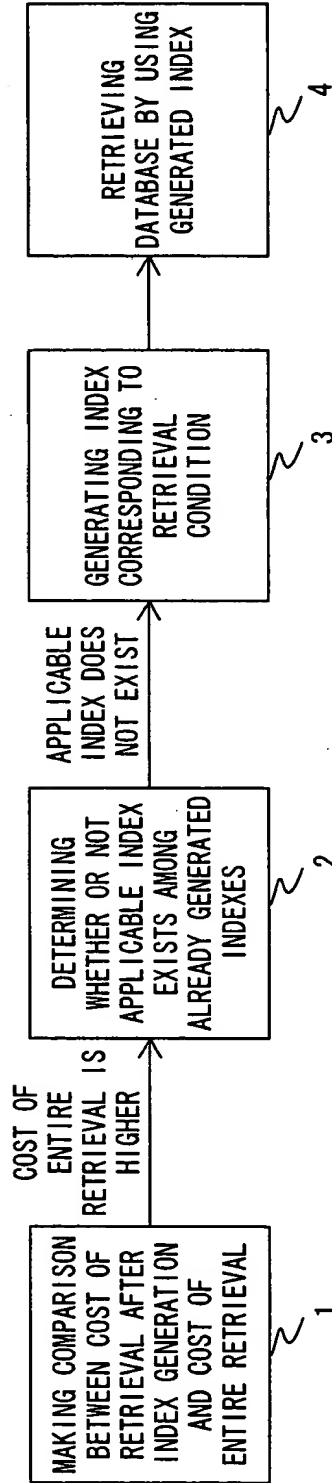 MAKING COMPARISON
BETWEEN COST OF
RETRIEVAL AFTER
INDEX GENERATION
AND COST OF
ENTIRE RETRIEVAL
1
COST OF
ENTIRE
RETRIEVAL IS
HIGHER
DETERMINING
WHETHER OR NOT
APPLICABLE INDEX
EXISTS AMONG
ALREADY GENERATED
INDEXES
2
APPLICABLE
INDEX DOES
NOT EXIST
GENERATING INDEX
CORRESPONDING TO
RETRIEVAL
CONDITION
3
RETRIEVING
DATABASE BY USING
GENERATED INDEX
4